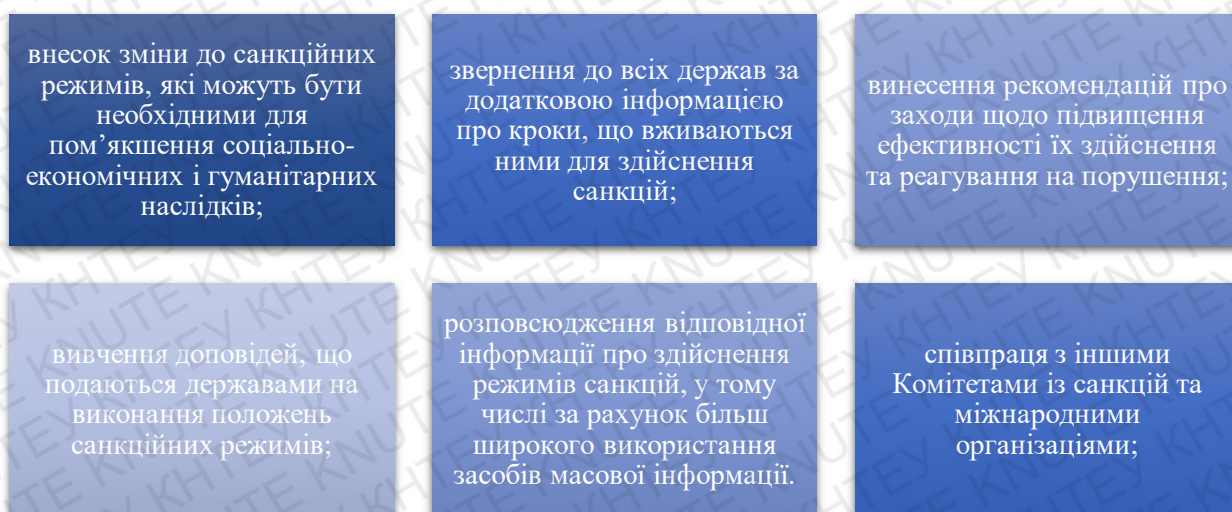 внесок зміни до санкційних
режимів, які можуть бути
необхідними для
пом’якшення соціально-
економічних і гуманітарних
наслідків;
звернення до всіх держав за
додатковою інформацією
про кроки, що вживаються
ними для здійснення
санкцій;
винесення рекомендацій про
заходи щодо підвищення
ефективності їх здійснення
та реагування на порушення;
вивчення доповідей, що
подаються державами на
виконання положень
санкційних режимів;
розповсюдження відповідної
інформації про здійснення
режимів санкцій, у тому
числі за рахунок більш
широкого використання
засобів масової інформації.
співпраця з іншими
Комітетами із санкцій та
міжнародними
організаціями;